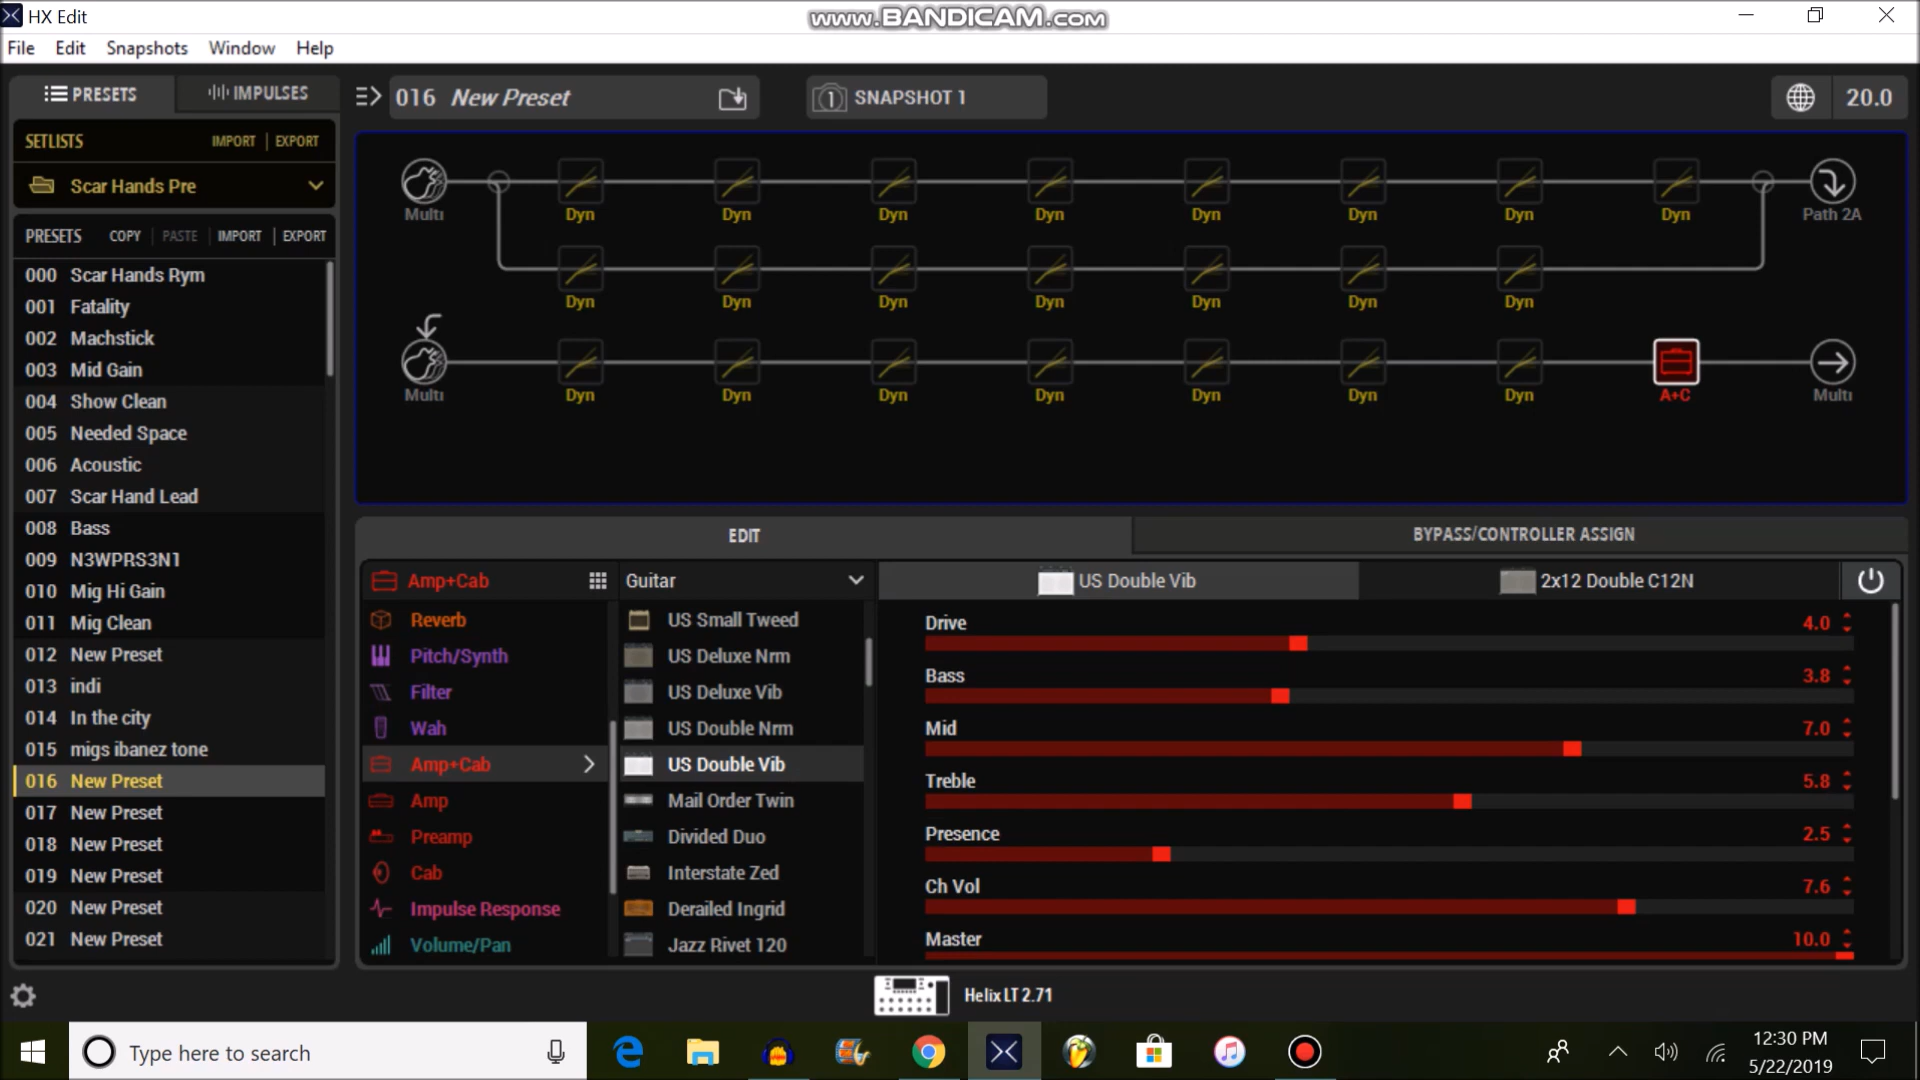 HX Edit
www.BANDICAM.com
File Edit Snapshots Window Help
PRESETS IMPULSES
016 New Preset
1 SNAPSHOT 1
20.0
SETLISTS IMPORT | EXPORT
Scar Hands Pre
PRESETS COPY | PASTE | IMPORT | EXPORT
000 Scar Hands Rym
001 Fatality
002 Machstick
003 Mid Gain
004 Show Clean
005 Needed Space
006 Acoustic
007 Scar Hand Lead
008 Bass
009 N3WPRS3N1
010 Mig Hi Gain
011 Mig Clean
012 New Preset
013 indi
014 In the city
015 migs ibanez tone
016 New Preset
017 New Preset
018 New Preset
019 New Preset
020 New Preset
021 New Preset
Multi Dyn Dyn Dyn Dyn Dyn Dyn Dyn Dyn Path 2A
Dyn Dyn Dyn Dyn Dyn Dyn Dyn
Multi Dyn Dyn Dyn Dyn Dyn Dyn Dyn A+C Multi
EDIT BYPASS/CONTROLLER ASSIGN
Amp+Cab
Reverb
Pitch/Synth
Filter
Wah
Amp+Cab
Amp
Preamp
Cab
Impulse Response
Volume/Pan
Guitar
US Small Tweed
US Deluxe Nrm
US Deluxe Vib
US Double Nrm
US Double Vib
Mail Order Twin
Divided Duo
Interstate Zed
Derailed Ingrid
Jazz Rivet 120
US Double Vib 2x12 Double C12N
Drive 4.0
Bass 3.8
Mid 7.0
Treble 5.8
Presence 2.5
Ch Vol 7.6
Master 10.0
Helix LT 2.71
Type here to search
12:30 PM
5/22/2019